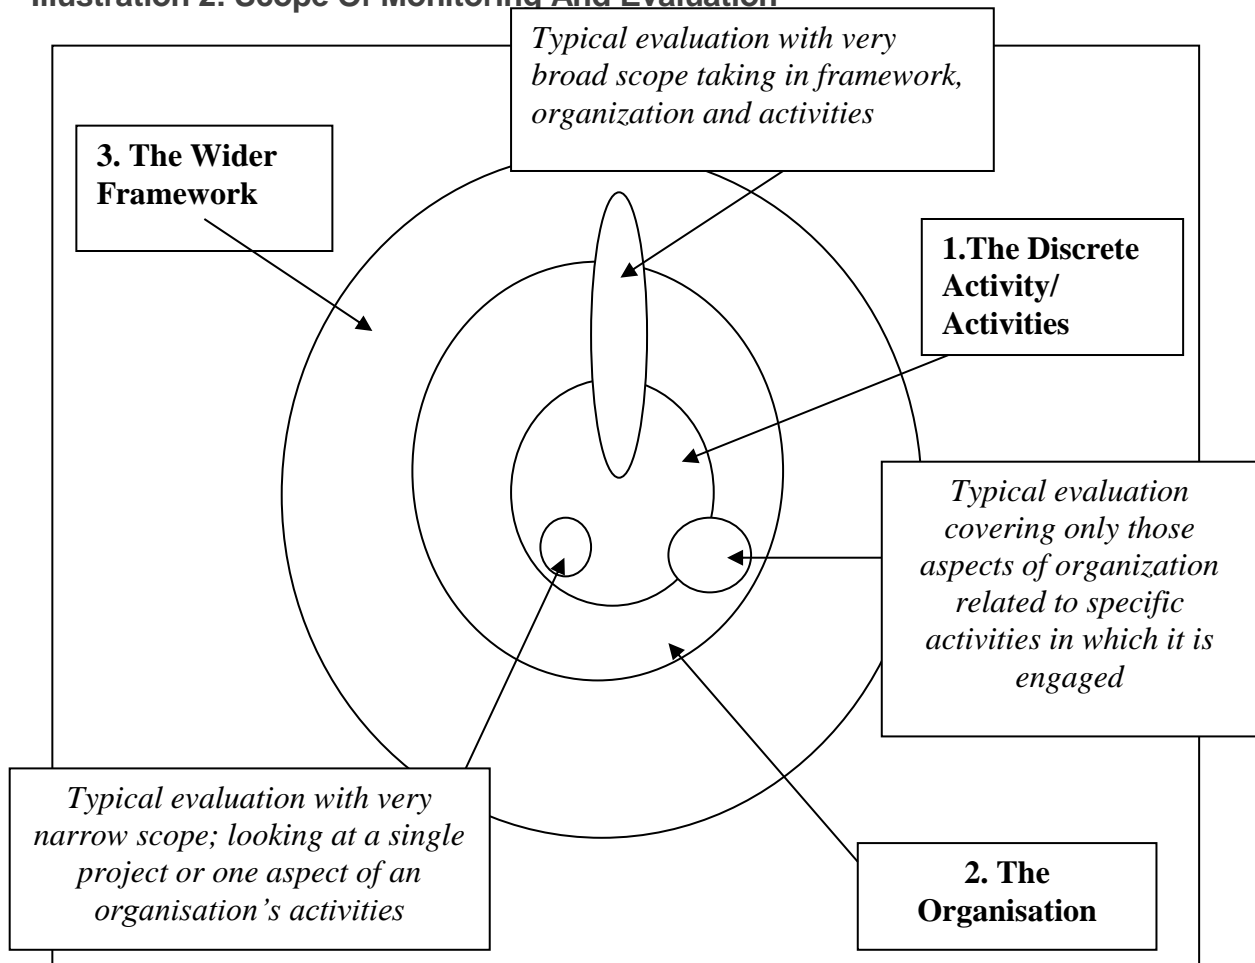 Illustration 2: Scope Of Monitoring And Evaluation
Typical evaluation with very
broad scope taking in framework,
organization and activities
3. The Wider
Framework
1.The Discrete
Activity/
Activities
Typical evaluation
covering only those
aspects of organization
related to specific
activities in which it is
engaged
Typical evaluation with very
narrow scope; looking at a single
project or one aspect of an
organisation’s activities
2. The
Organisation